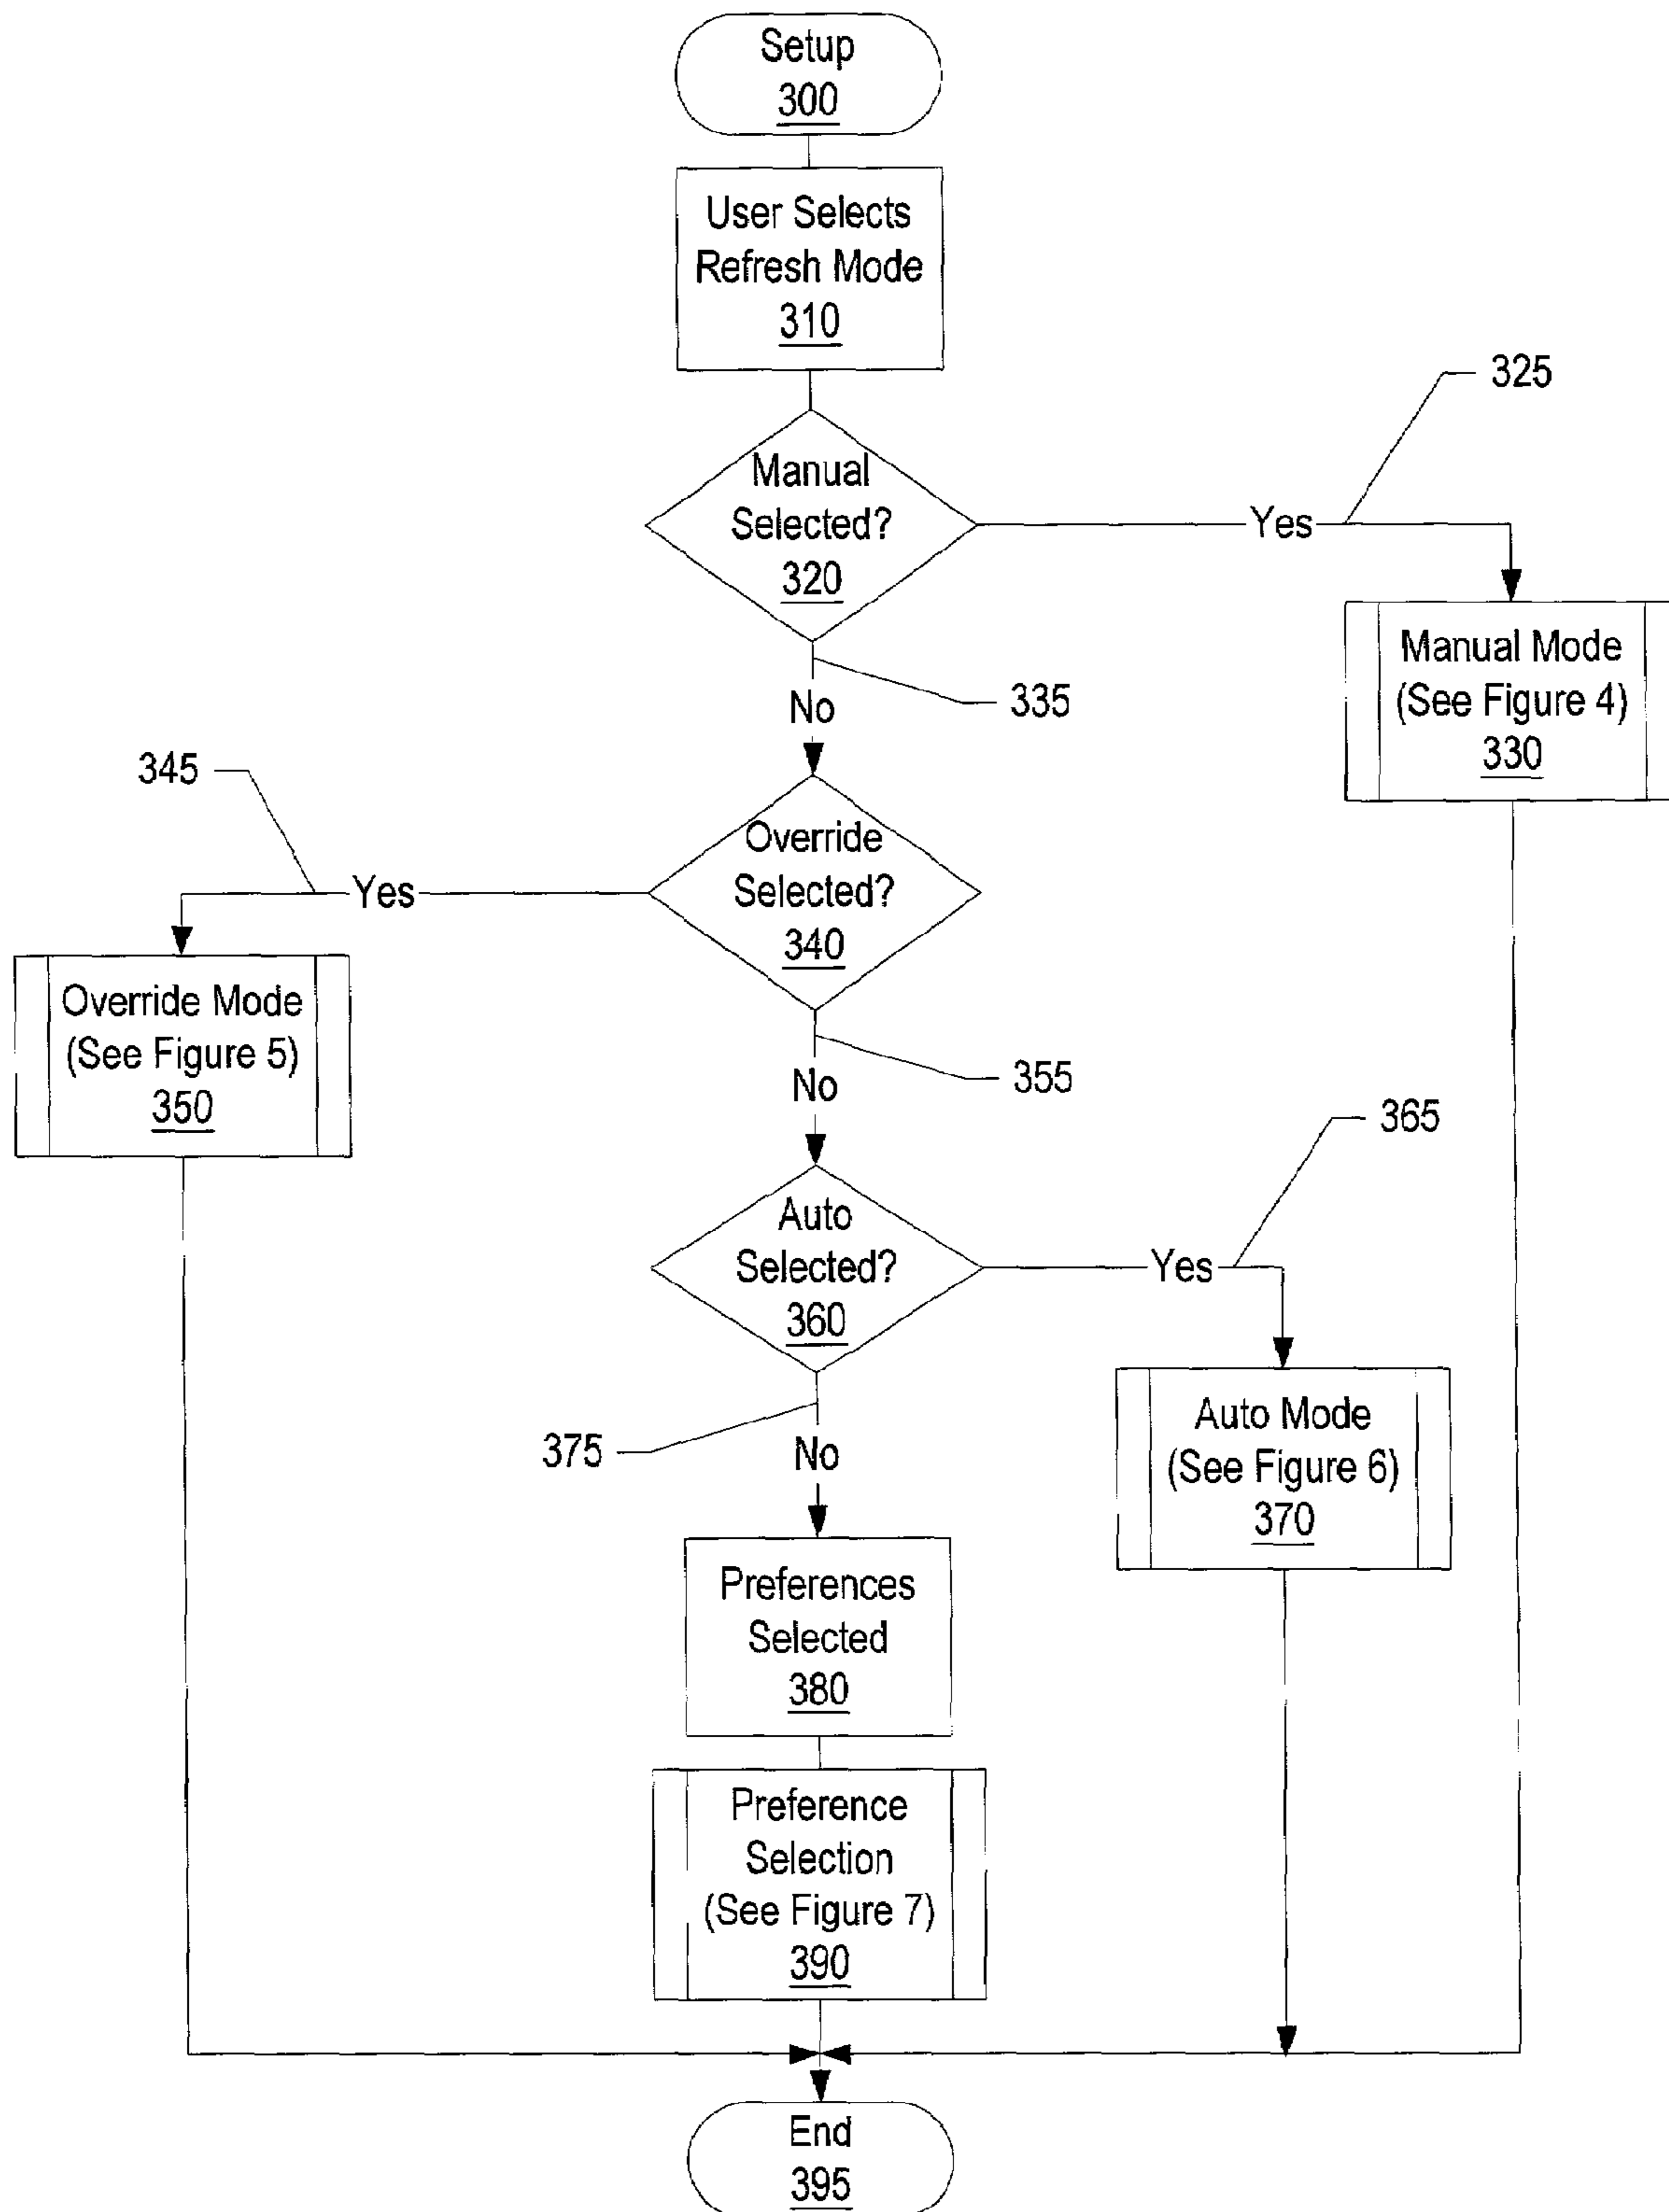 Setup
300
User Selects
Refresh Mode
310
325
Manual
Selected?
320
Yes
Manual Mode
(See Figure 4)
330
335
No
345
Override
Selected?
340
Yes
Override Mode
(See Figure 5)
350
355
No
365
Auto
Selected?
360
Yes
Auto Mode
(See Figure 6)
370
375
No
Preferences
Selected
380
Preference
Selection
(See Figure 7)
390
End
395